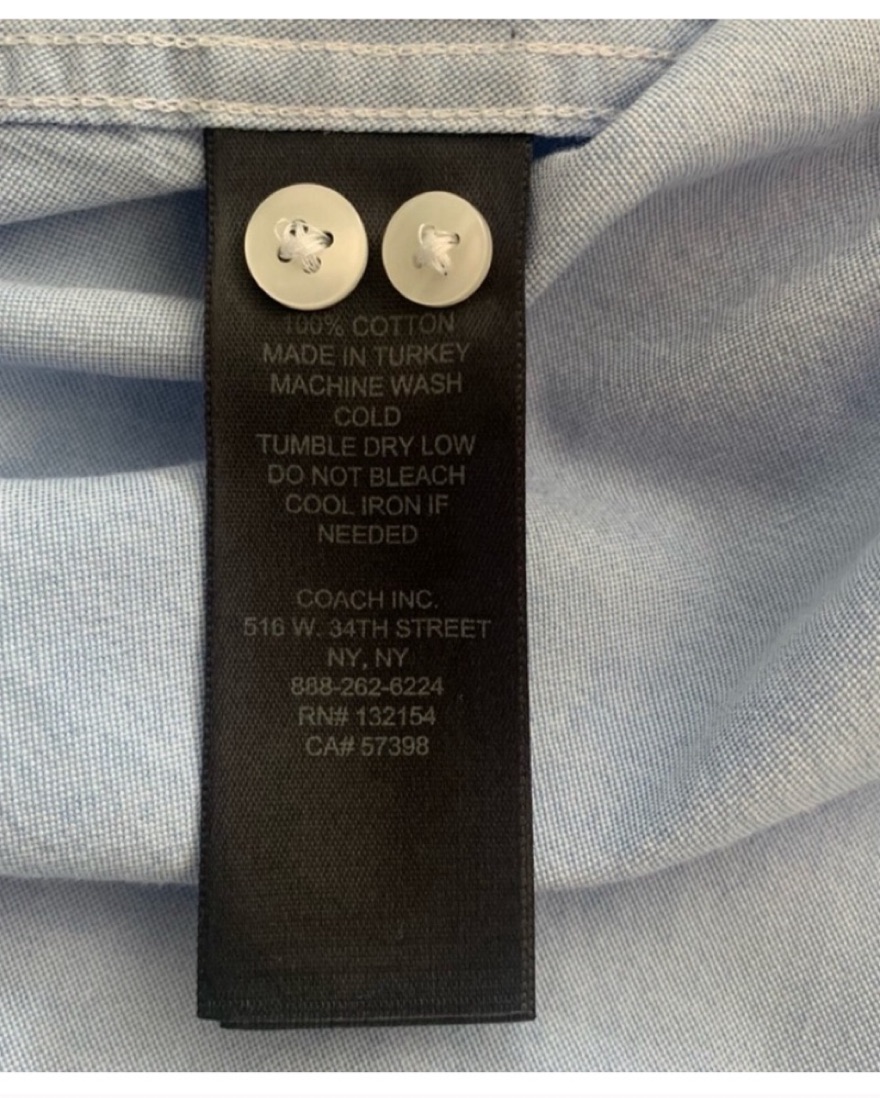 100% COTTON
MADE IN TURKEY
MACHINE WASH
COLD
TUMBLE DRY LOW
DO NOT BLEACH
COOL IRON IF
NEEDED
COACH INC.
516 W. 34TH STREET
NY, NY
888-262-6224
RN# 132154
CA# 57398